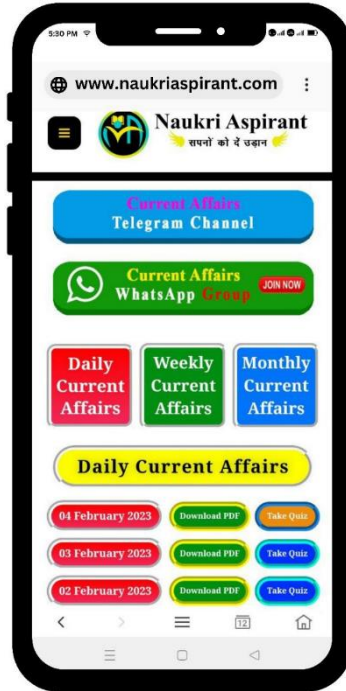 5:30 PM
www.naukriaspirant.com
Naukri Aspirant
सपनों को दें उड़ान
Current Affairs
Telegram Channel
Current Affairs
WhatsApp Group
JOIN NOW
Daily
Current
Affairs
Weekly
Current
Affairs
Monthly
Current
Affairs
Daily Current Affairs
04 February 2023 Download PDF Take Quiz
03 February 2023 Download PDF Take Quiz
02 February 2023 Download PDF Take Quiz
12